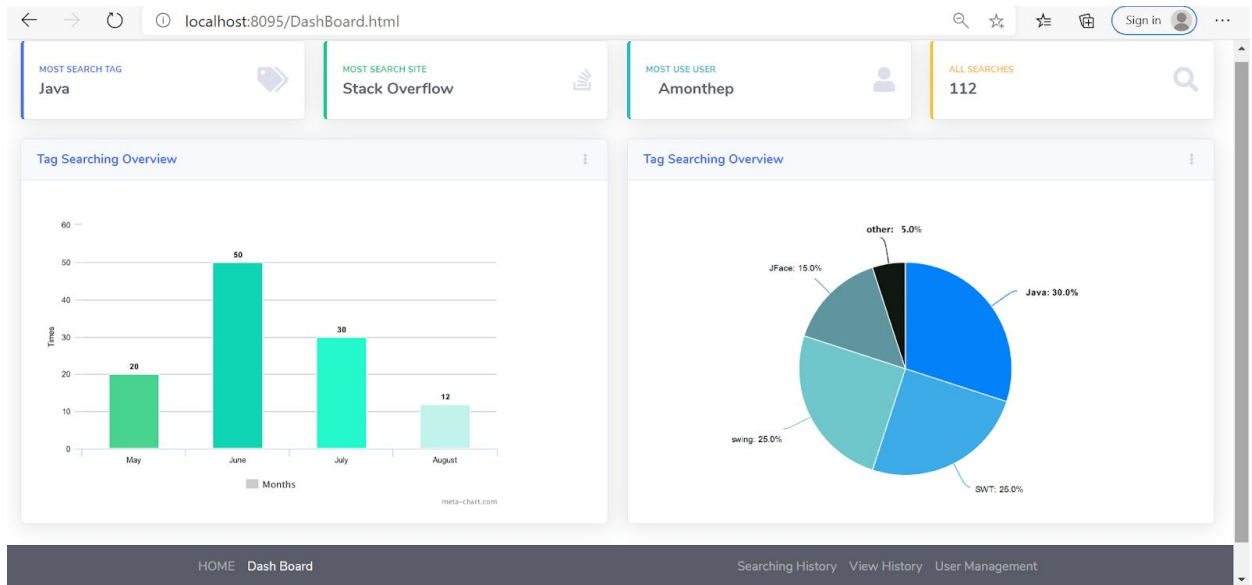 localhost:8095/DashBoard.html
Sign in
MOST SEARCH TAG
Java
MOST SEARCH SITE
Stack Overflow
MOST USE USER
Amonthep
ALL SEARCHES
112
Tag Searching Overview
60
50
40
30
20
10
0
Times
20
50
30
12
May
June
July
August
Months
meta-chart.com
Tag Searching Overview
other: 5.0%
JFace: 15.0%
Java: 30.0%
swing: 25.0%
SWT: 25.0%
HOME Dash Board
Searching History View History User Management